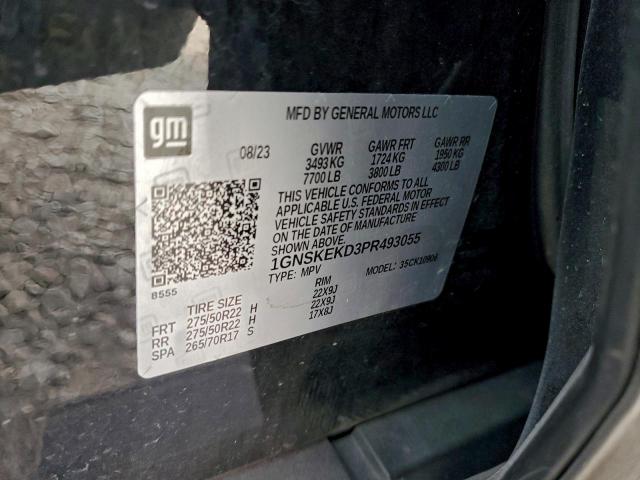 gm
MFD BY GENERAL MOTORS LLC
08/23 GVWR GAWR FRT GAWR RR
3493 KG 1724 KG 1950 KG
7700 LB 3800 LB 4300 LB
THIS VEHICLE CONFORMS TO ALL
APPLICABLE U.S. FEDERAL MOTOR
VEHICLE SAFETY STANDARDS IN EFFECT
ON THE DATE OF MANUFACTURE
SHOWN ABOVE.
1GNSKEKD3PR493055
TYPE: MPV MODEL: 35CK10906
B555
TIRE SIZE RIM
FRT 275/50R22 H 22X9J
RR 275/50R22 H 22X9J
SPA 265/70R17 S 17X8J